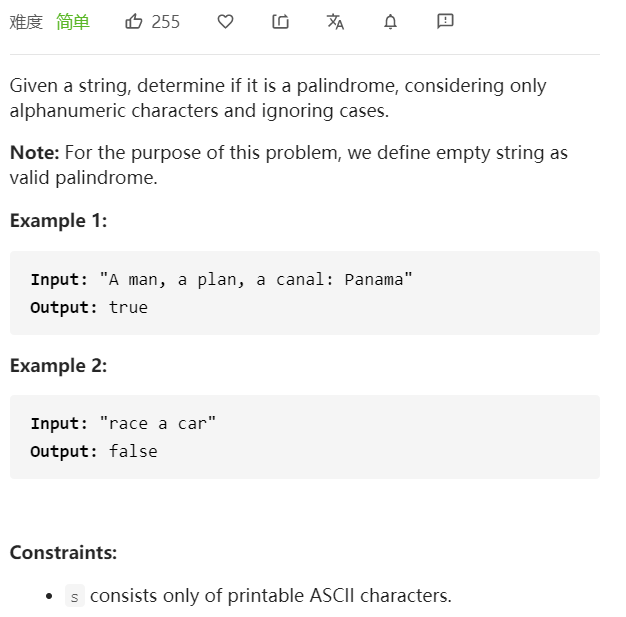 难度 简单 255
Given a string, determine if it is a palindrome, considering only
alphanumeric characters and ignoring cases.
Note: For the purpose of this problem, we define empty string as
valid palindrome.
Example 1:
Input: "A man, a plan, a canal: Panama"
Output: true
Example 2:
Input: "race a car"
Output: false
Constraints:
• s consists only of printable ASCII characters.